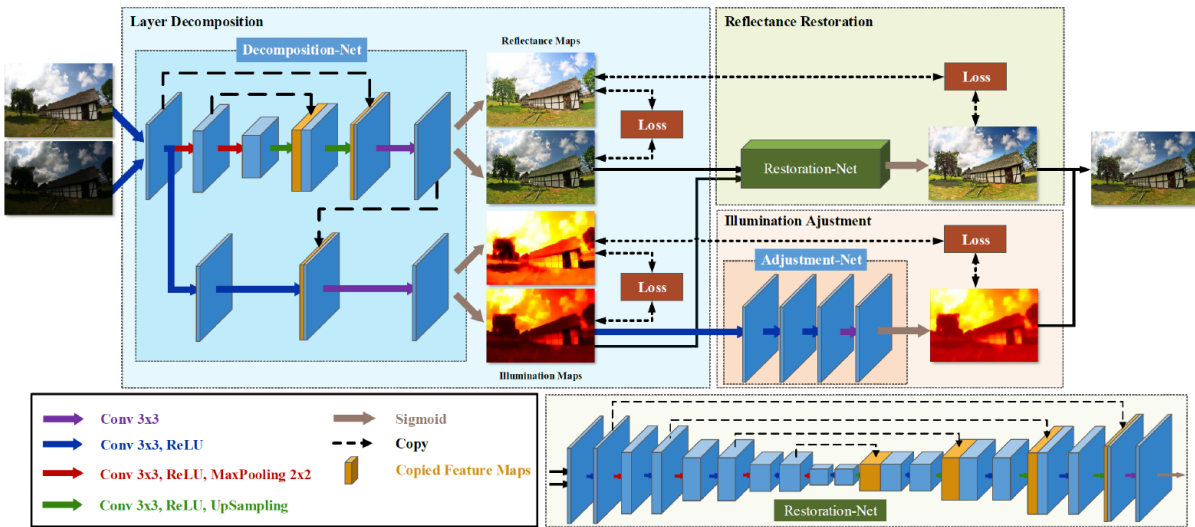 Layer Decomposition
Reflectance Restoration
Decomposition-Net
Reflectance Maps
Loss
Loss
Restoration-Net
Illumination Ajustment
Loss
Adjustment-Net
Loss
Illumination Maps
Conv 3x3
Sigmoid
Conv 3x3, ReLU
Copy
Conv 3x3, ReLU, MaxPooling 2x2
Copied Feature Maps
Conv 3x3, ReLU, UpSampling
Restoration-Net